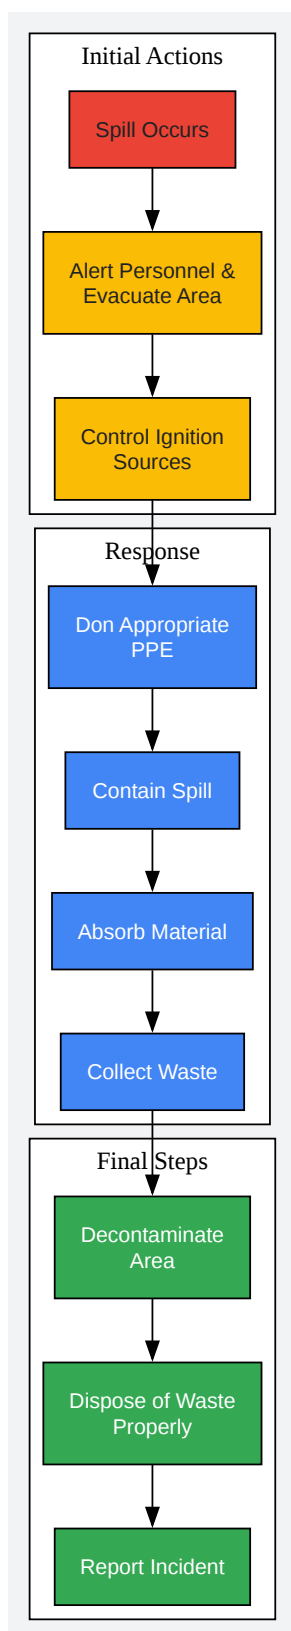 Initial Actions
Spill Occurs
Alert Personnel &
Evacuate Area
Control Ignition
Sources
Response
Don Appropriate
PPE
Contain Spill
Absorb Material
Collect Waste
Final Steps
Decontaminate
Area
Dispose of Waste
Properly
Report Incident